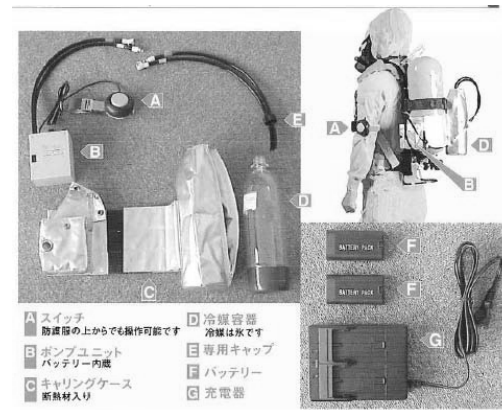 A
B
C
D
E
A
D
B
BATTERY PACK F
BATTERY PACK F
G
A スイッチ
防護服の上からでも操作可能です
B ポンプユニット
バッテリー内蔵
C キャリングケース
断熱材入り
D 冷媒容器
冷媒は氷です
E 専用キャップ
F バッテリー
G 充電器